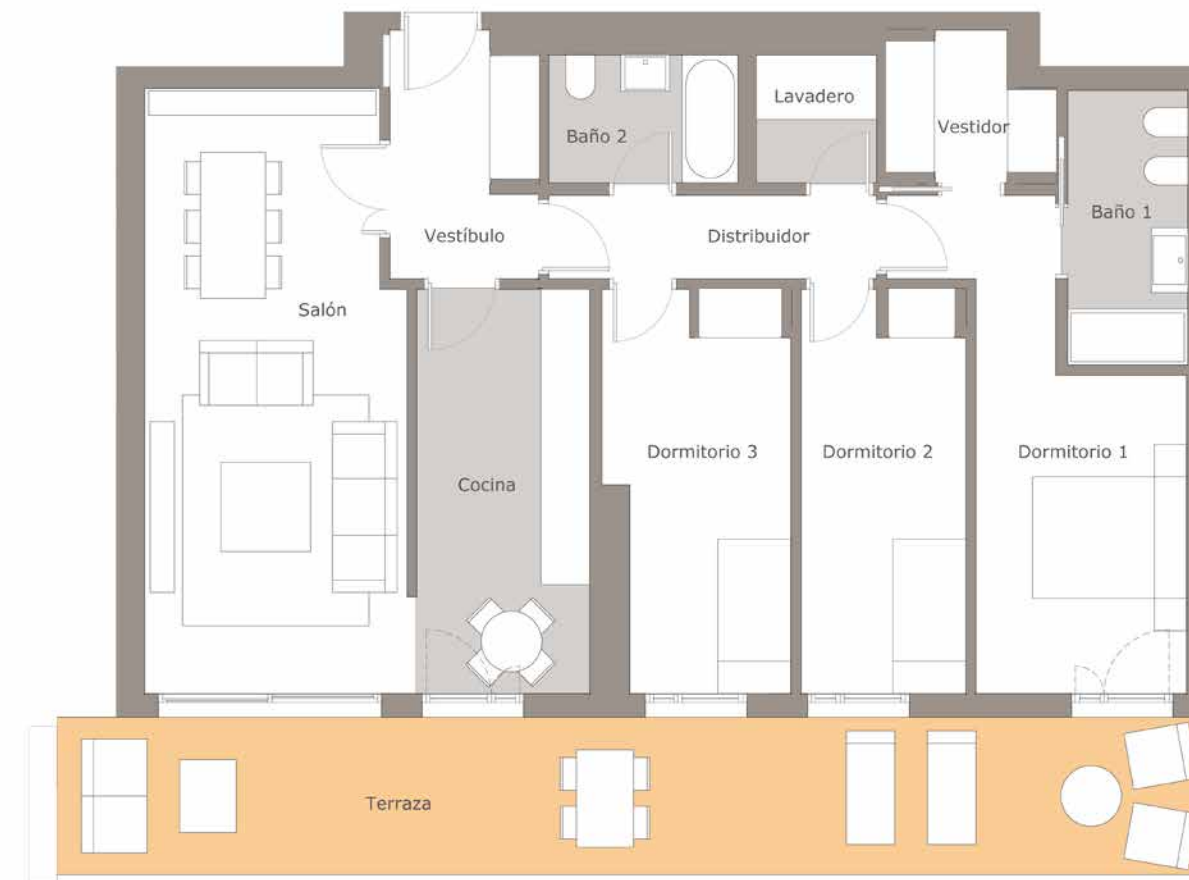 Lavadero
Vestidor
Baño 2
Baño 1
Vestíbulo
Distribuidor
Salón
Dormitorio 3
Dormitorio 2
Dormitorio 1
Cocina
Terraza